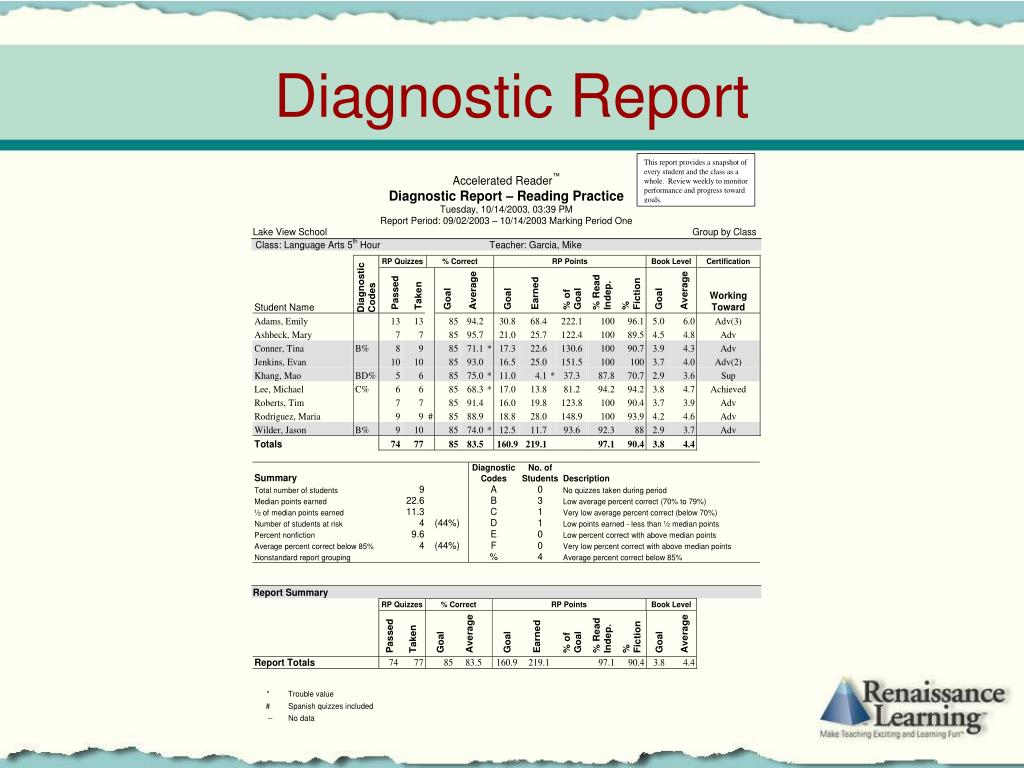 Diagnostic Report
This report provides a snapshot of
every student and the class as a
whole. Review weekly to monitor
performance and progress toward
goals.
Accelerated Reader™
Diagnostic Report – Reading Practice
Tuesday, 10/14/2003, 03:39 PM
Report Period: 09/02/2003 – 10/14/2003 Marking Period One
Lake View School Group by Class
Class: Language Arts 5th Hour Teacher: Garcia, Mike
RP Quizzes % Correct RP Points Book Level Certification
Student Name Diagnostic Codes Passed Taken Goal Average Goal Earned % of Goal % Read Indep. % Fiction Goal Average Working Toward
Adams, Emily 13 13 85 94.2 30.8 68.4 222.1 100 96.1 5.0 6.0 Adv(3)
Ashbeck, Mary 7 7 85 95.7 21.0 25.7 122.4 100 89.5 4.5 4.8 Adv
Conner, Tina B% 8 9 85 71.1 * 17.3 22.6 130.6 100 90.7 3.9 4.3 Adv
Jenkins, Evan 10 10 85 93.0 16.5 25.0 151.5 100 100 3.7 4.0 Adv(2)
Khang, Mao BD% 5 6 85 75.0 * 11.0 4.1 * 37.3 87.8 70.7 2.9 3.6 Sup
Lee, Michael C% 6 6 85 68.3 * 17.0 13.8 81.2 94.2 94.2 3.8 4.7 Achieved
Roberts, Tim 7 7 85 91.4 16.0 19.8 123.8 100 90.4 3.7 3.9 Adv
Rodriguez, Maria 9 9 # 85 88.9 18.8 28.0 148.9 100 93.9 4.2 4.6 Adv
Wilder, Jason B% 9 10 85 74.0 * 12.5 11.7 93.6 92.3 88 2.9 3.7 Adv
Totals 74 77 85 83.5 160.9 219.1 97.1 90.4 3.8 4.4
Summary Diagnostic Codes No. of Students Description
Total number of students 9 A 0 No quizzes taken during period
Median points earned 22.6 B 3 Low average percent correct (70% to 79%)
½ of median points earned 11.3 C 1 Very low average percent correct (below 70%)
Number of students at risk 4 (44%) D 1 Low points earned - less than ½ median points
Percent nonfiction 9.6 E 0 Low percent correct with above median points
Average percent correct below 85% 4 (44%) F 0 Very low percent correct with above median points
Nonstandard report grouping % 4 Average percent correct below 85%
Report Summary
RP Quizzes % Correct RP Points Book Level
Passed Taken Goal Average Goal Earned % of Goal % Read Indep. % Fiction Goal Average
Report Totals 74 77 85 83.5 160.9 219.1 97.1 90.4 3.8 4.4
* Trouble value
# Spanish quizzes included
-- No data
Renaissance
Learning™
Make Teaching Exciting and Learning Fun™